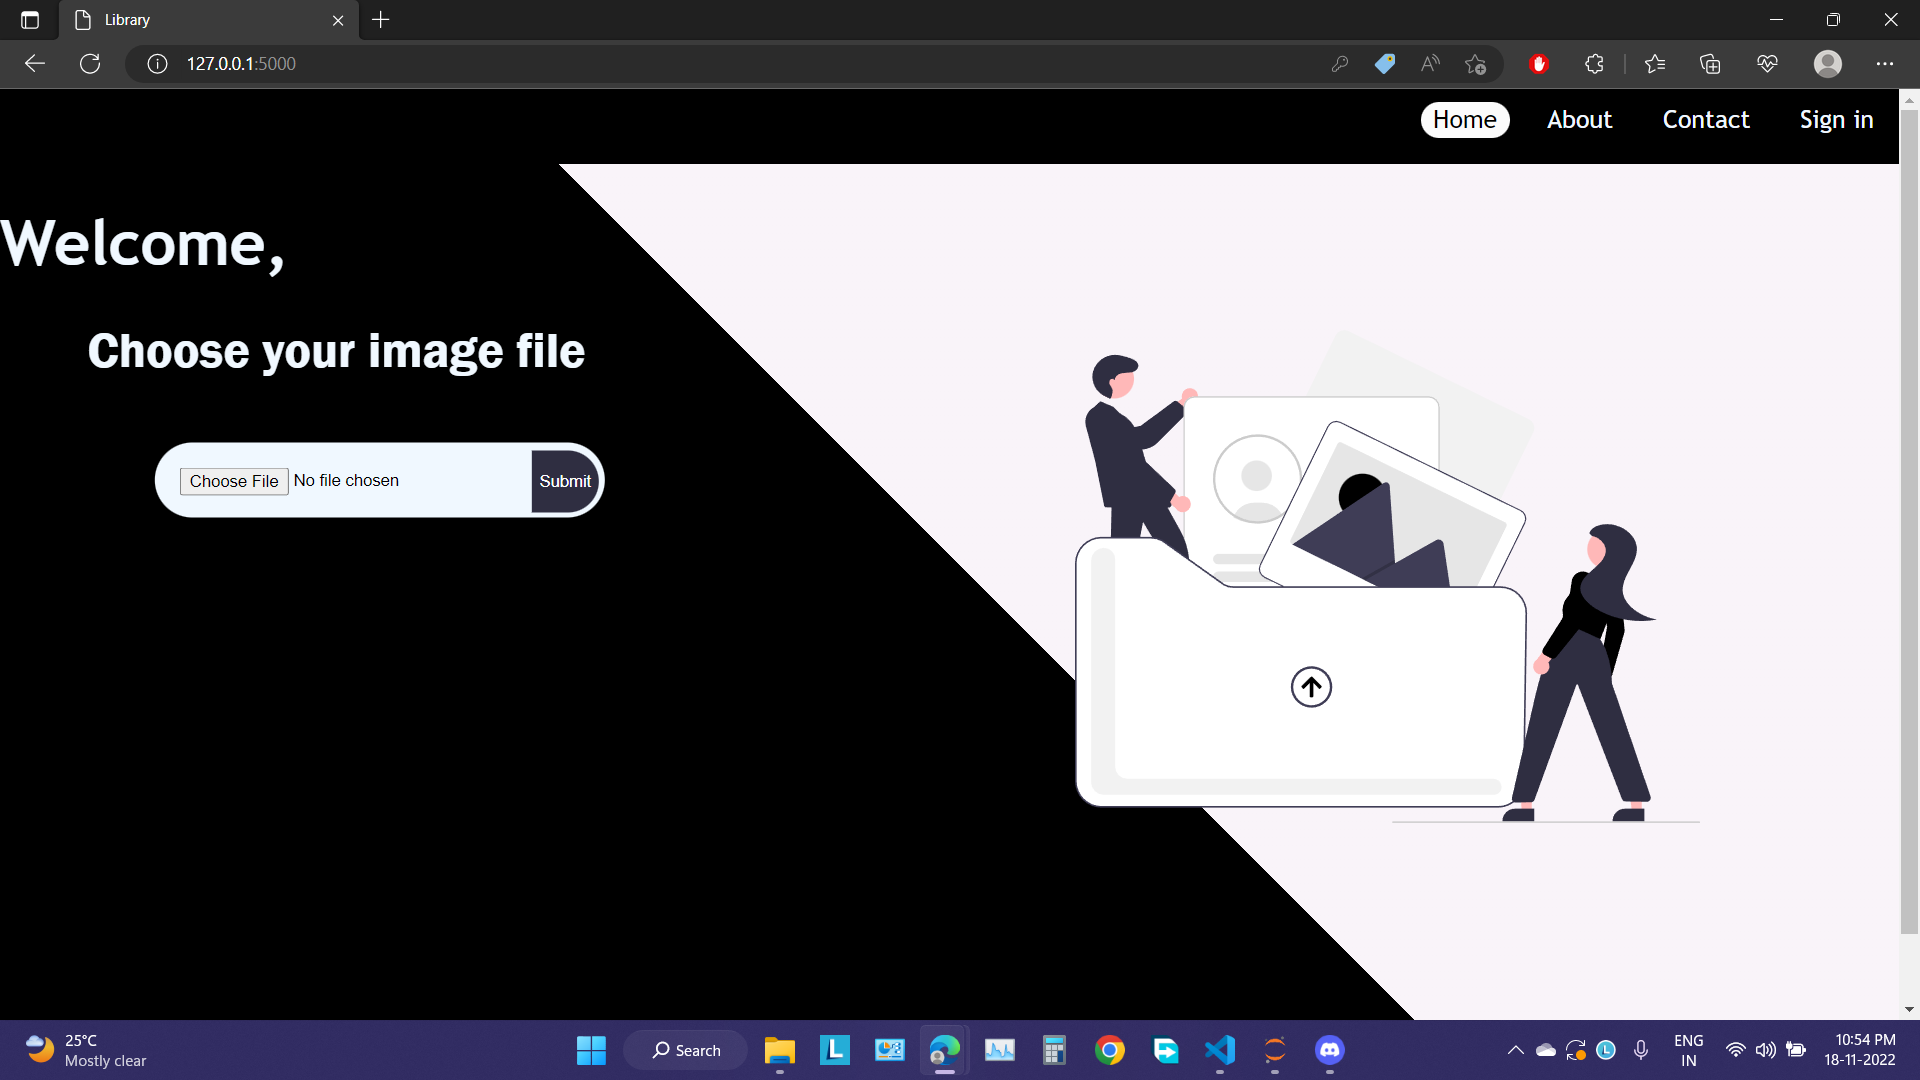 Library
127.0.0.1:5000
Home About Contact Sign in
Welcome,
Choose your image file
Choose File No file chosen Submit
25°C
Mostly clear
Search
ENG
IN
10:54 PM
18-11-2022